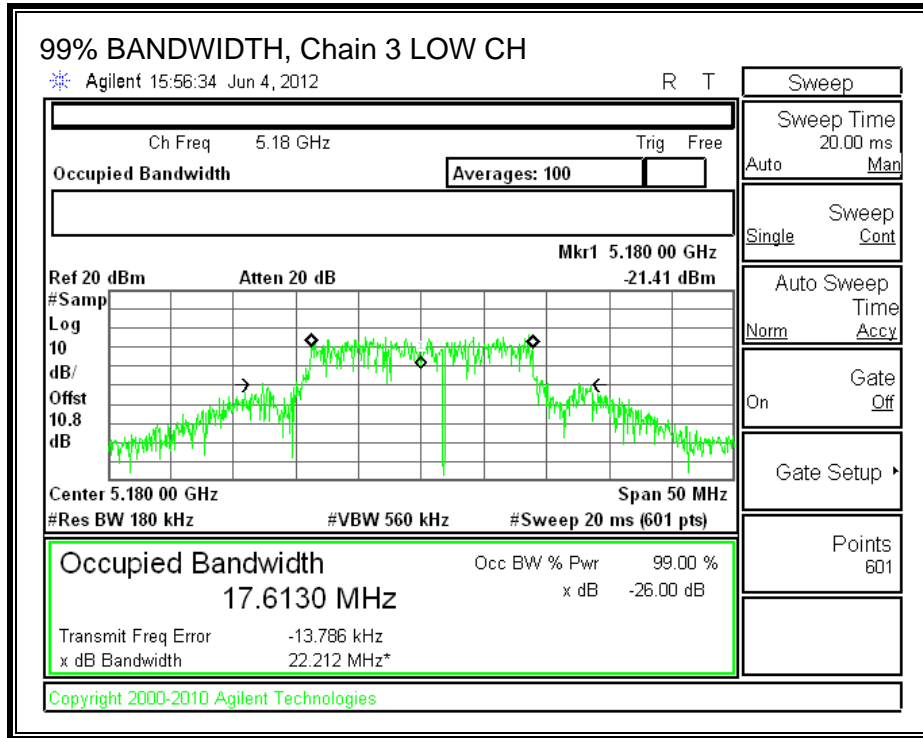 99% BANDWIDTH, Chain 3 LOW CH
Agilent 15:56:34 Jun 4, 2012 R T
Ch Freq 5.18 GHz Trig Free
Occupied Bandwidth Averages: 100
Mkr1 5.180 00 GHz
Ref 20 dBm Atten 20 dB -21.41 dBm
#Samp
Log
10
dB/
Offst
10.8
dB
Center 5.180 00 GHz Span 50 MHz
#Res BW 180 kHz #VBW 560 kHz #Sweep 20 ms (601 pts)
Occupied Bandwidth Occ BW % Pwr 99.00 %
17.6130 MHz x dB -26.00 dB
Transmit Freq Error -13.786 kHz
x dB Bandwidth 22.212 MHz*
Copyright 2000-2010 Agilent Technologies
Sweep
Sweep Time
20.00 ms
Auto Man
Sweep
Single Cont
Auto Sweep
Time
Norm Accy
Gate
On Off
Gate Setup
Points
601